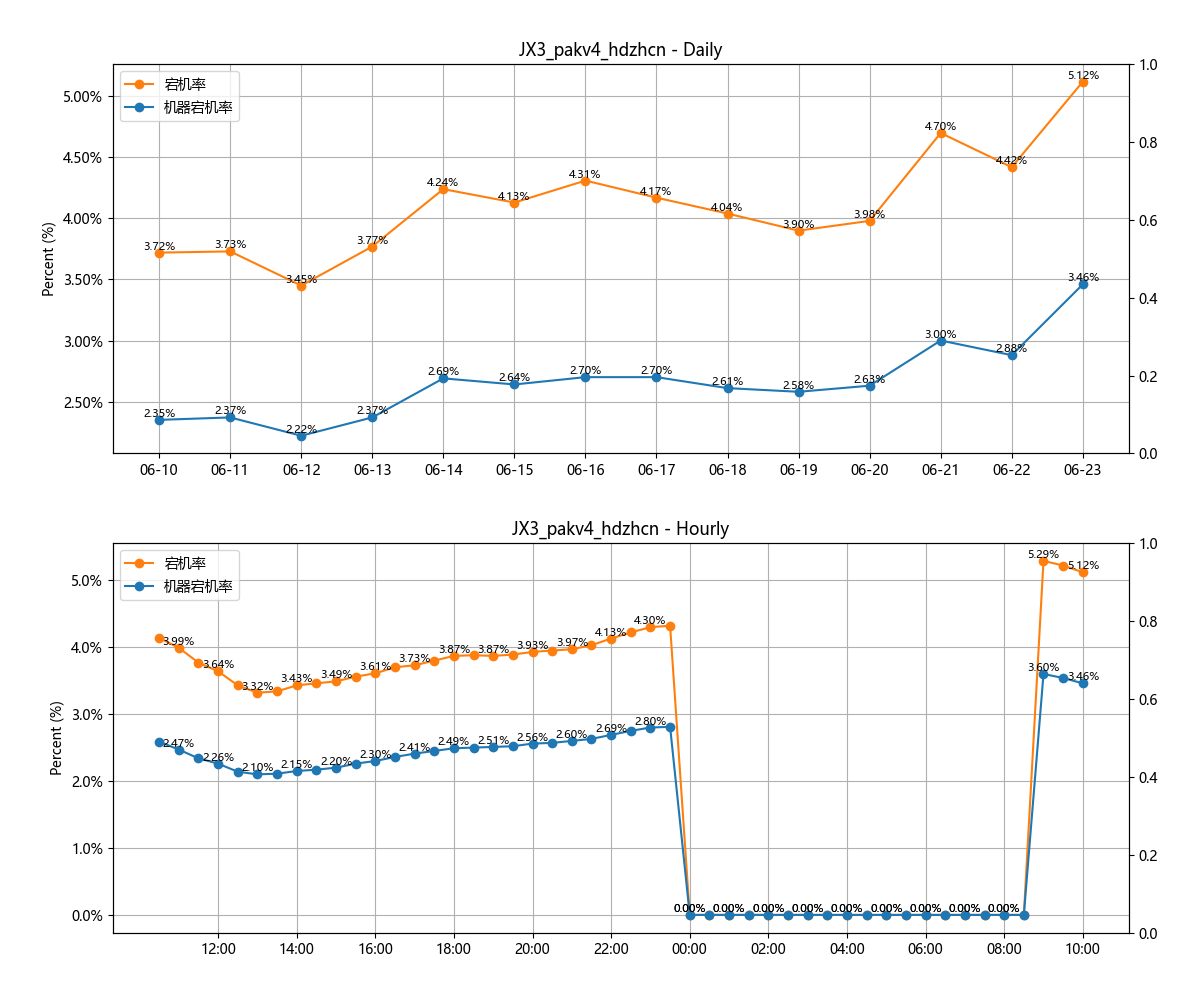 JX3_pakv4_hdzhcn - Daily
宕机率
机器宕机率
Percent (%)
5.00%
4.50%
4.00%
3.50%
3.00%
2.50%
1.0
0.8
0.6
0.4
0.2
0.0
3.72% 3.73% 3.45% 3.77% 4.24% 4.13% 4.31% 4.17% 4.04% 3.90% 3.98% 4.70% 4.42% 5.12%
2.35% 2.37% 2.22% 2.37% 2.69% 2.64% 2.70% 2.70% 2.61% 2.58% 2.63% 3.00% 2.88% 3.46%
06-10 06-11 06-12 06-13 06-14 06-15 06-16 06-17 06-18 06-19 06-20 06-21 06-22 06-23
JX3_pakv4_hdzhcn - Hourly
宕机率
机器宕机率
Percent (%)
5.0%
4.0%
3.0%
2.0%
1.0%
0.0%
1.0
0.8
0.6
0.4
0.2
0.0
3.99% 3.64% 3.32% 3.43% 3.49% 3.61% 3.73% 3.87% 3.87% 3.93% 3.97% 4.13% 4.30% 5.29% 5.12%
2.47% 2.26% 2.10% 2.15% 2.20% 2.30% 2.41% 2.49% 2.51% 2.56% 2.60% 2.69% 2.80% 3.60% 3.46%
0.00% 0.00% 0.00% 0.00% 0.00% 0.00% 0.00% 0.00% 0.00%
12:00 14:00 16:00 18:00 20:00 22:00 00:00 02:00 04:00 06:00 08:00 10:00